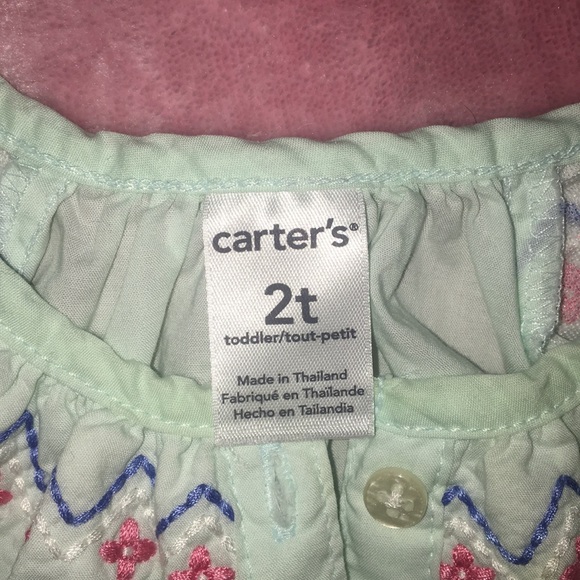 carter's®
2t
toddler/tout-petit
Made in Thailand
Fabriqué en Thaïlande
Hecho en Tailandia